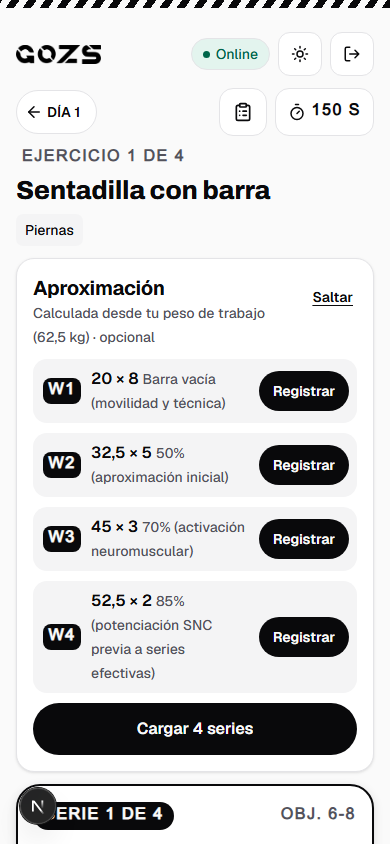 GOZS
Online
DÍA 1
150 S
EJERCICIO 1 DE 4
Sentadilla con barra
Piernas
Aproximación
Saltar
Calculada desde tu peso de trabajo
(62,5 kg) · opcional
W1
20 × 8 Barra vacía
(movilidad y técnica)
Registrar
W2
32,5 × 5 50%
(aproximación inicial)
Registrar
W3
45 × 3 70% (activación
neuromuscular)
Registrar
W4
52,5 × 2 85%
(potenciación SNC
previa a series
efectivas)
Registrar
Cargar 4 series
N
SERIE 1 DE 4
OBJ. 6-8